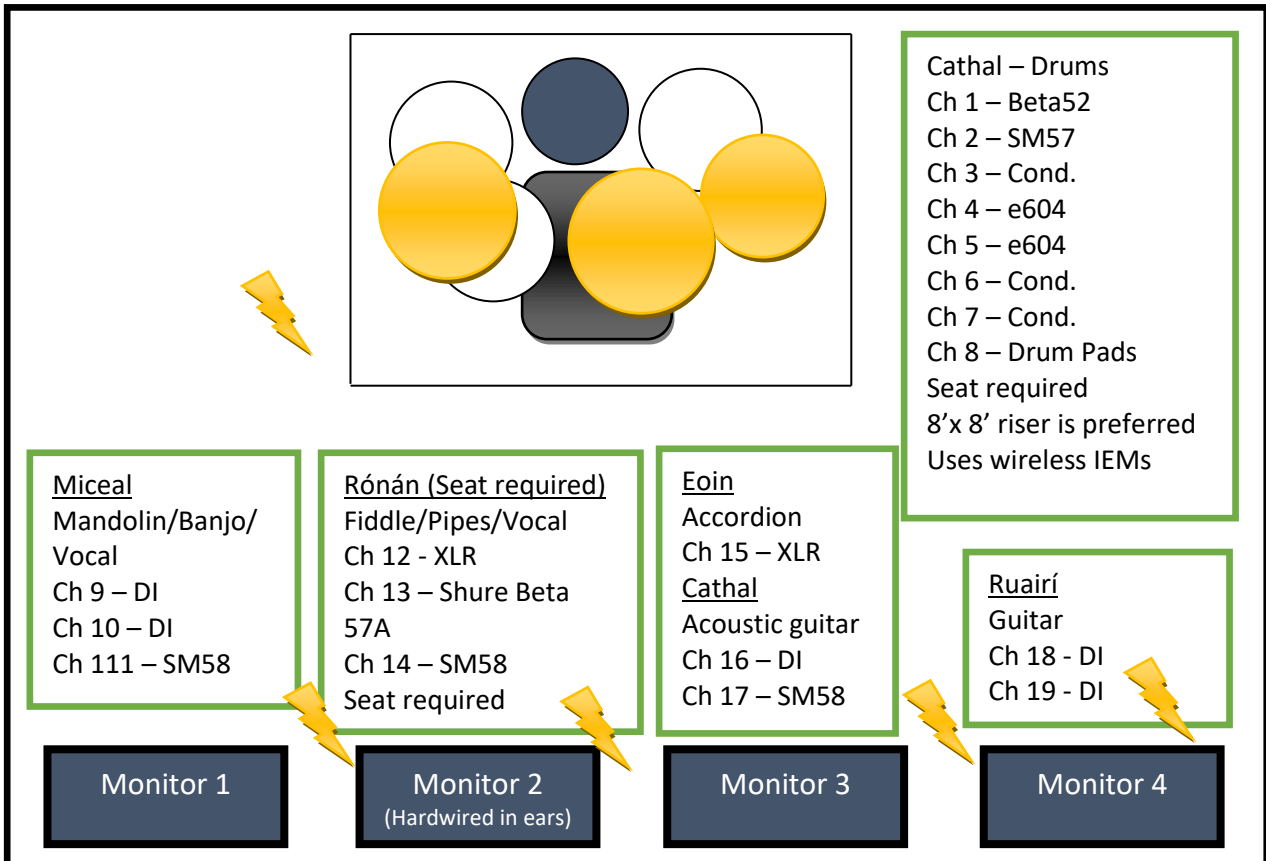 Cathal – Drums
Ch 1 – Beta52
Ch 2 – SM57
Ch 3 – Cond.
Ch 4 – e604
Ch 5 – e604
Ch 6 – Cond.
Ch 7 – Cond.
Ch 8 – Drum Pads
Seat required
8’x 8’ riser is preferred
Uses wireless IEMs
Miceal
Mandolin/Banjo/
Vocal
Ch 9 – DI
Ch 10 – DI
Ch 111 – SM58
Rónán (Seat required)
Fiddle/Pipes/Vocal
Ch 12 - XLR
Ch 13 – Shure Beta
57A
Ch 14 – SM58
Seat required
Eoin
Accordion
Ch 15 – XLR
Cathal
Acoustic guitar
Ch 16 – DI
Ch 17 – SM58
Ruairí
Guitar
Ch 18 - DI
Ch 19 - DI
Monitor 1
Monitor 2
(Hardwired in ears)
Monitor 3
Monitor 4